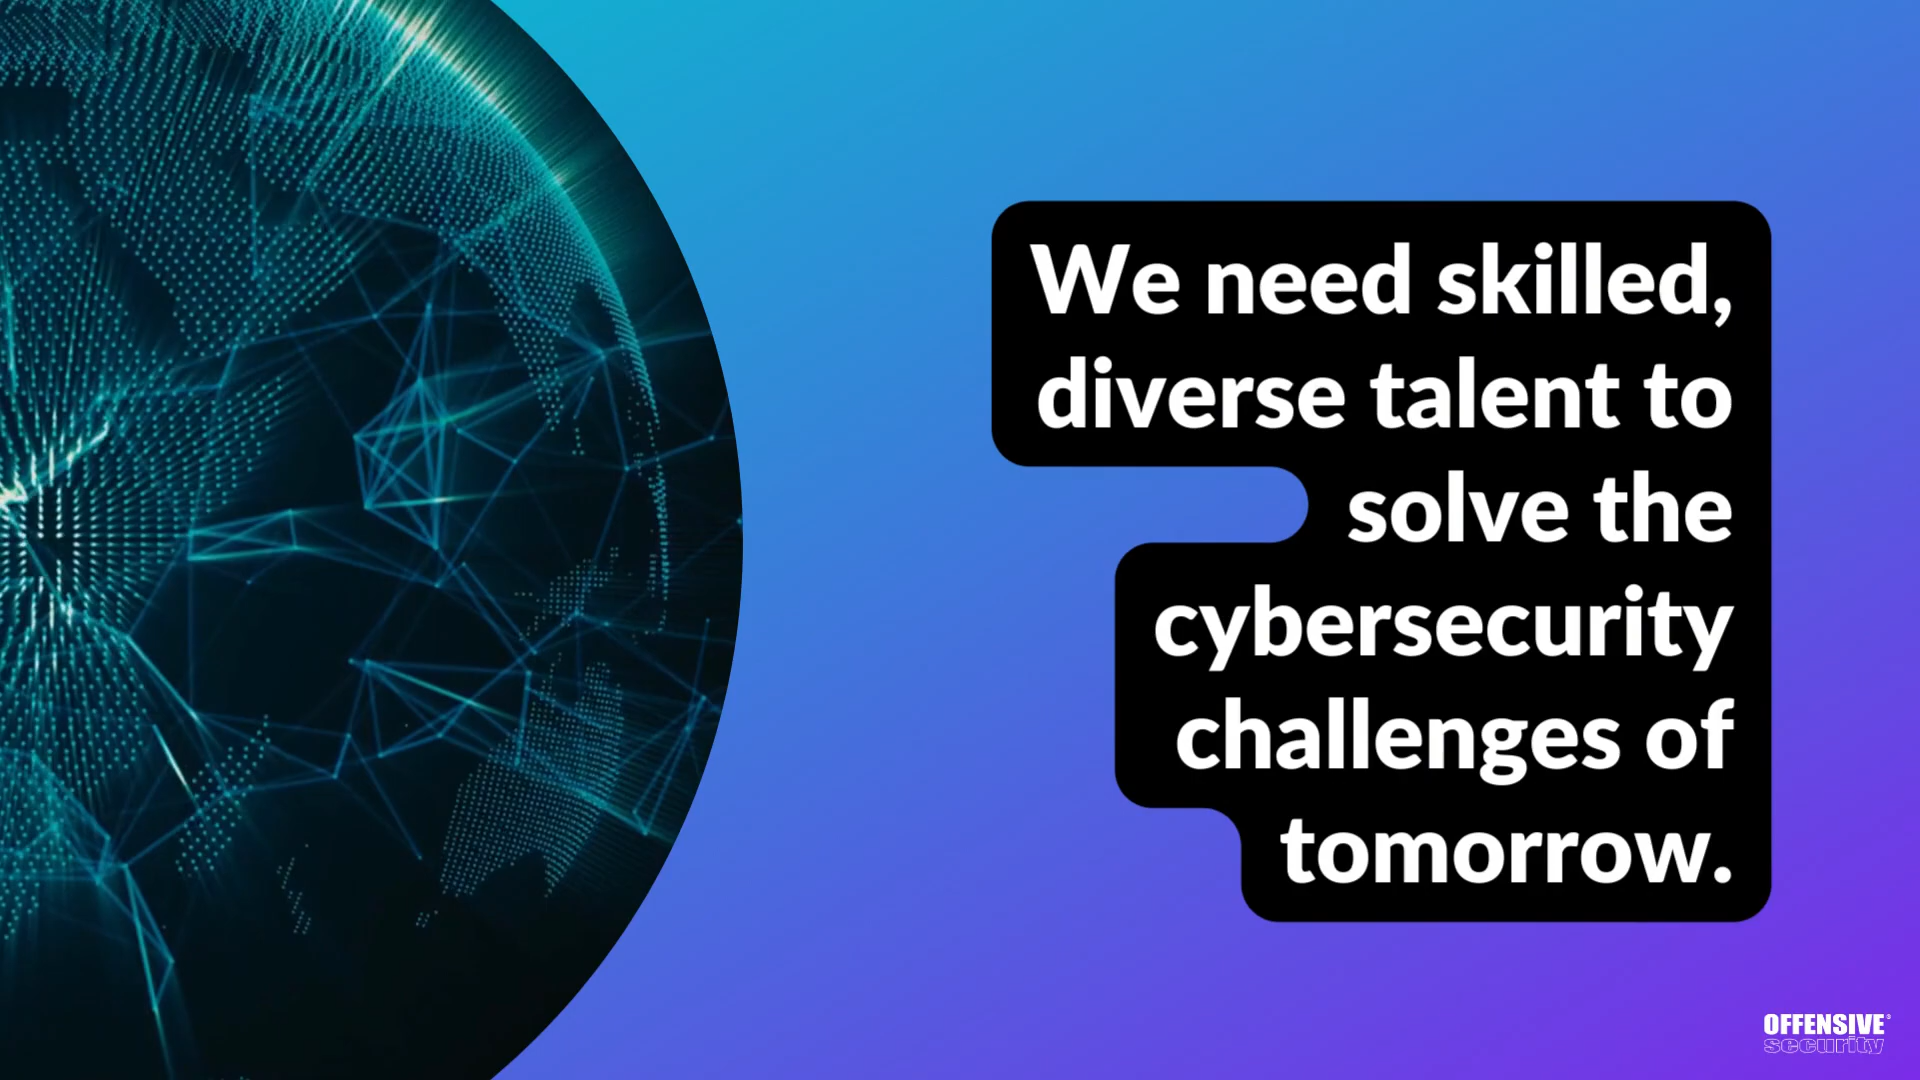 We need skilled,
diverse talent to
solve the
cybersecurity
challenges of
tomorrow.
OFFENSIVE®
security